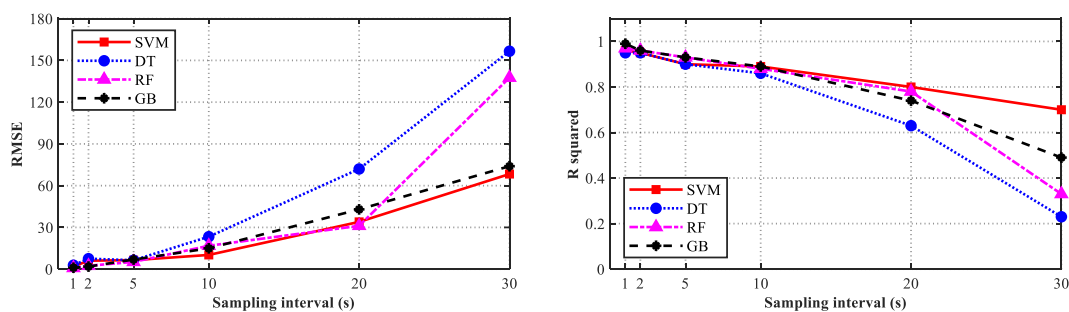 RMSE
180
150
120
90
60
30
0
SVM
DT
RF
GB
1 2 5 10 20 30
Sampling interval (s)
R squared
1
0.8
0.6
0.4
0.2
0
SVM
DT
RF
GB
1 2 5 10 20 30
Sampling interval (s)